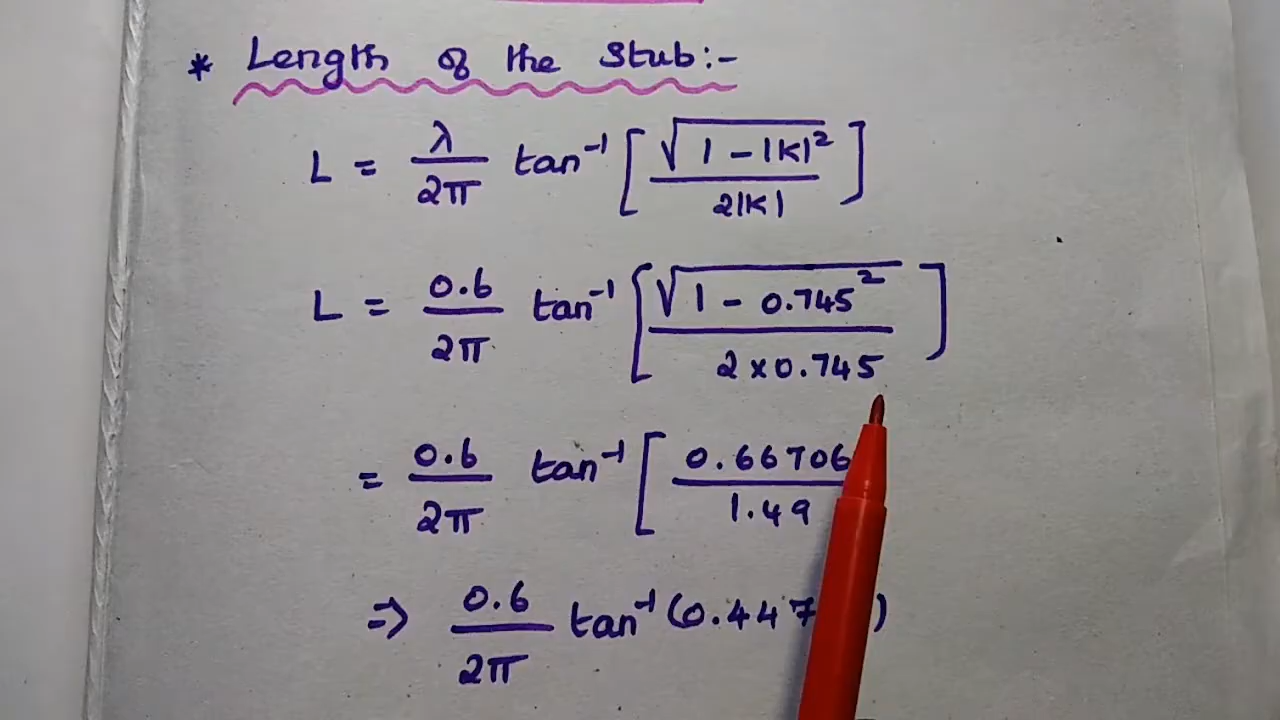 * Length of the Stub:-
L = λ/2π tan⁻¹ [√1 - |K|² / 2|K|]
L = 0.6/2π tan⁻¹ [√1 - 0.745² / 2 x 0.745]
= 0.6/2π tan⁻¹ [0.66706 / 1.49
⇒ 0.6/2π tan⁻¹ (0.447 )